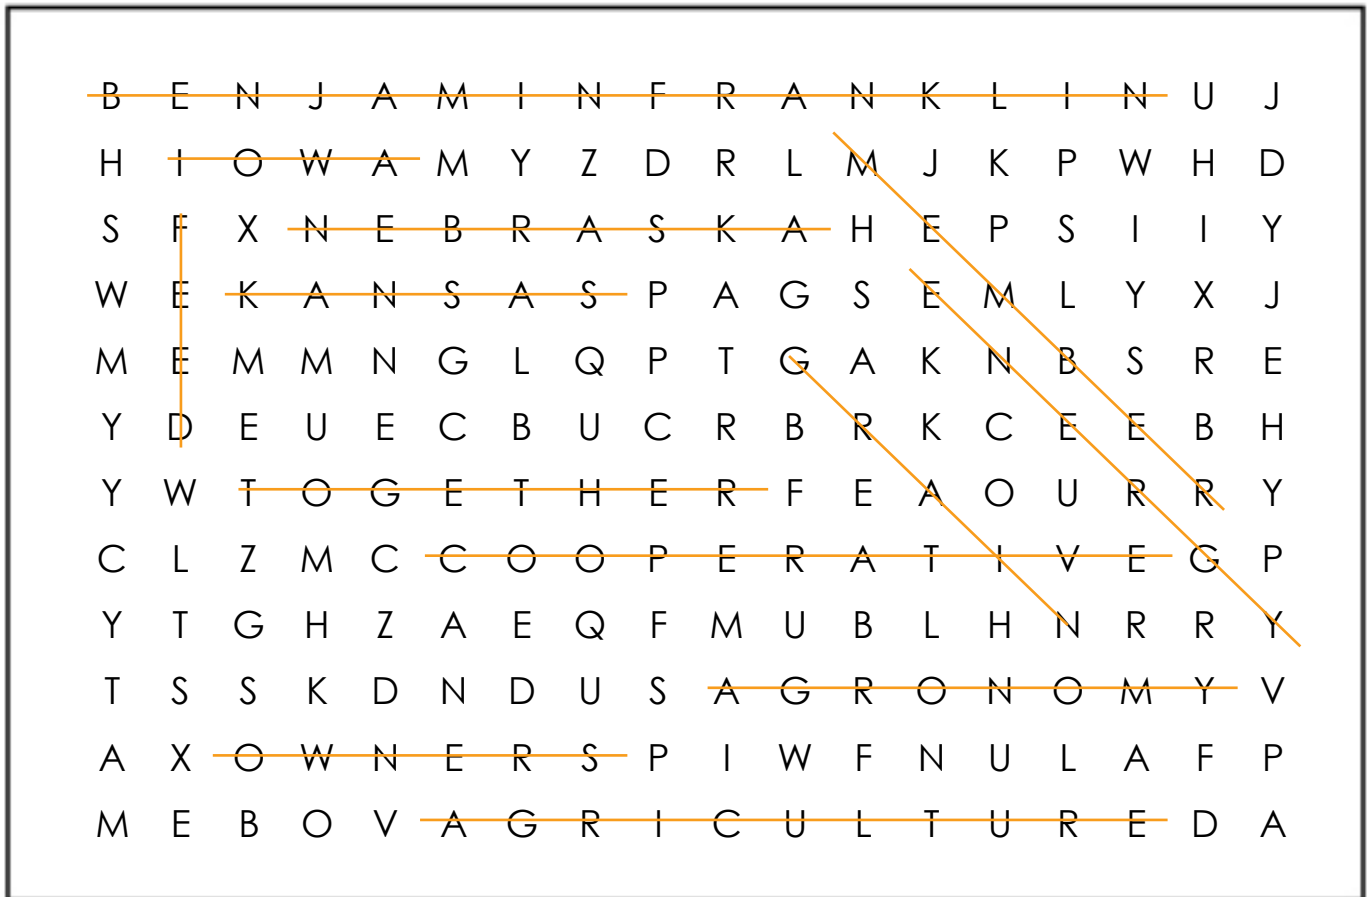 B E N J A M I N F R A N K L I N U J
H I O W A M Y Z D R L M J K P W H D
S F X N E B R A S K A H E P S I I Y
W E K A N S A S P A G S E M L Y X J
M E M M N G L Q P T G A K N B S R E
Y D E U E C B U C R B R K C E E B H
Y W T O G E T H E R F E A O U R R Y
C L Z M C C O O P E R A T I V E G P
Y T G H Z A E Q F M U B L H N R R Y
T S S K D N D U S A G R O N O M Y V
A X O W N E R S P I W F N U L A F P
M E B O V A G R I C U L T U R E D A